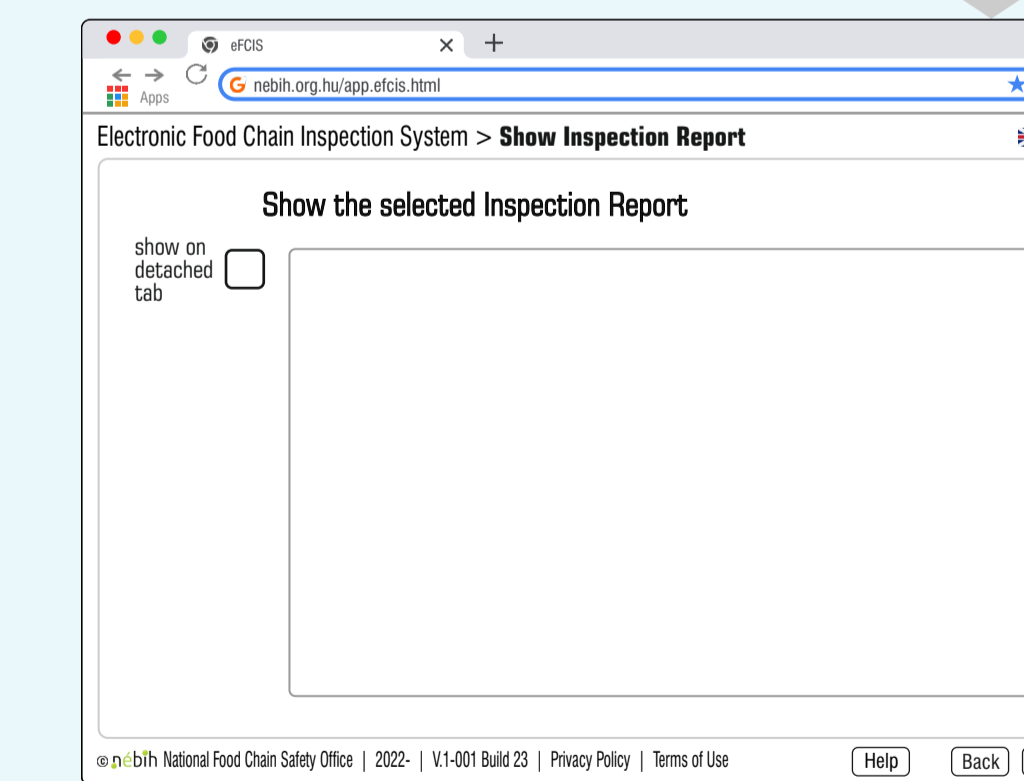 eFCIS
nebih.org.hu/app.efcis.html
Apps
Electronic Food Chain Inspection System > Show Inspection Report
Show the selected Inspection Report
show on
detached
tab
© nébih National Food Chain Safety Office | 2022- | V.1-001 Build 23 | Privacy Policy | Terms of Use
Help
Back